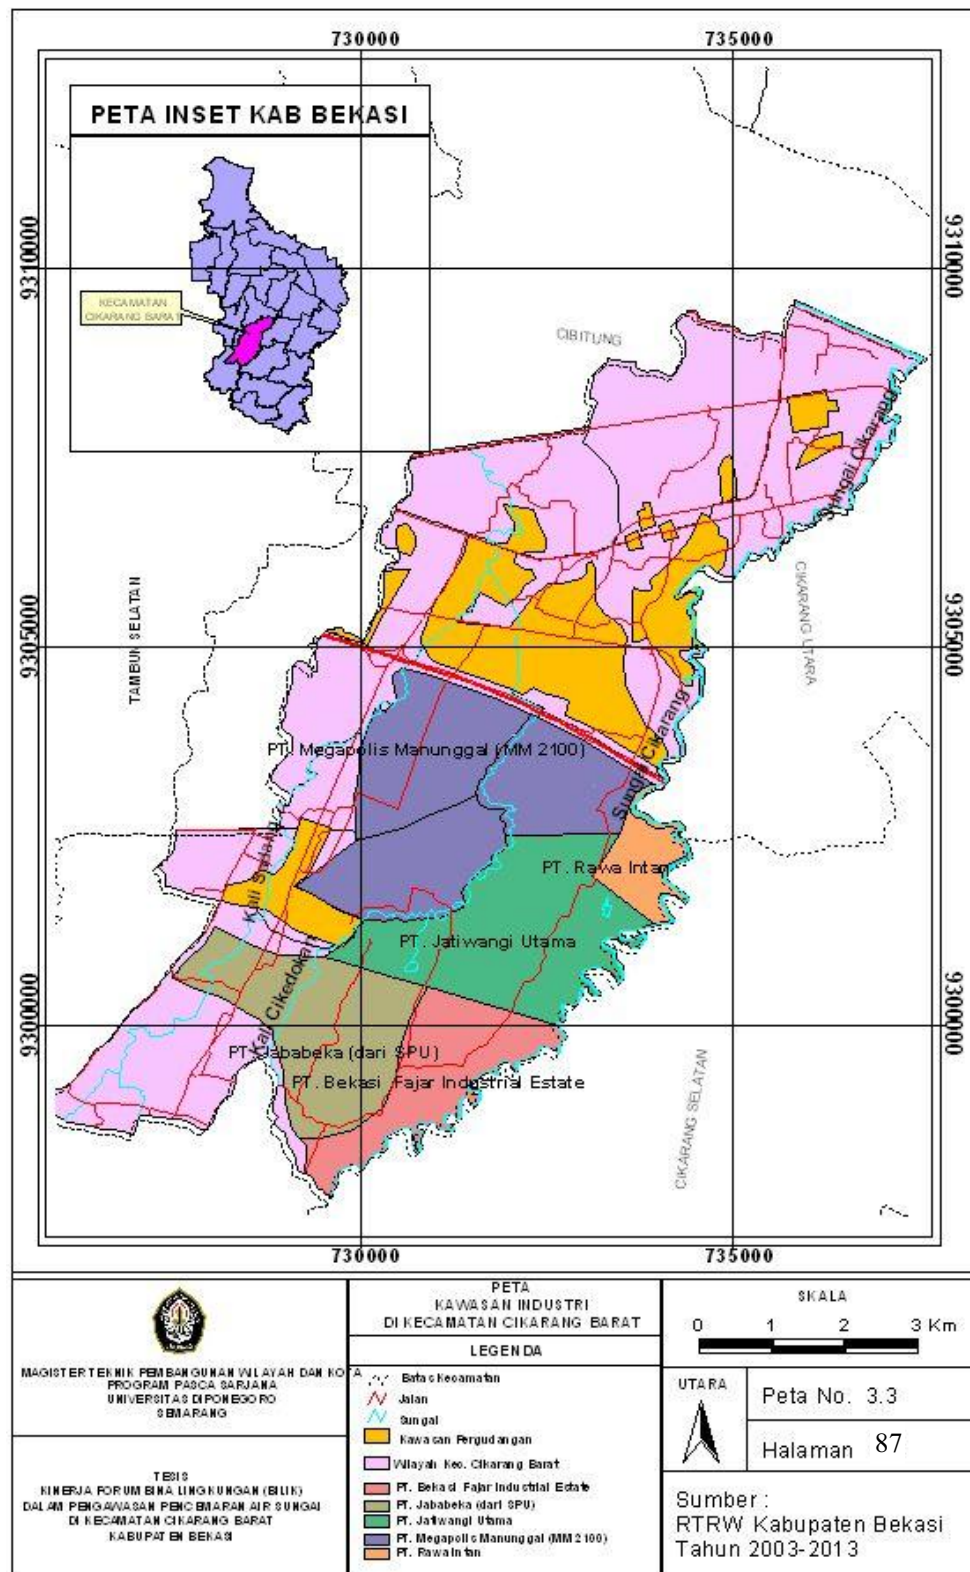 730000
735000
PETA INSET KAB BEKASI
KECAMATAN
CIKARANG BARAT
9310000
9310000
CIBITUNG
Sungai Cikarang
CIKARANG UTARA
TAMBUN SELATAN
9305000
9305000
PT. Megapolis Manunggal (MM 2100)
Sungai Cikarang
PT. Rawa Intan
Kali Sadang
PT. Jatiwangi Utama
Kali Cikedokan
9300000
9300000
PT. Jababeka (dari SPU)
PT. Bekasi Fajar Industrial Estate
CIKARANG SELATAN
730000
735000
MAGISTER TEKNIK PEMBANGUNAN WILAYAH DAN KOTA
PROGRAM PASCA SARJANA
UNIVERSITAS DIPONEGORO
SEMARANG
TESIS
KINERJA FORUM BINA LINGKUNGAN (BILIK)
DALAM PENGAWASAN PENCEMARAN AIR SUNGAI
DI KECAMATAN CIKARANG BARAT
KABUPATEN BEKASI
PETA
KAWASAN INDUSTRI
DI KECAMATAN CIKARANG BARAT
LEGENDA
Batas Kecamatan
Jalan
Sungai
Kawasan Pergudangan
Wilayah Kec. Cikarang Barat
PT. Bekasi Fajar Industrial Estate
PT. Jababeka (dari SPU)
PT. Jatiwangi Utama
PT. Megapolis Manunggal (MM 2100)
PT. Rawa Intan
SKALA
0 1 2 3 Km
UTARA
Peta No. 3.3
Halaman 87
Sumber :
RTRW Kabupaten Bekasi
Tahun 2003-2013